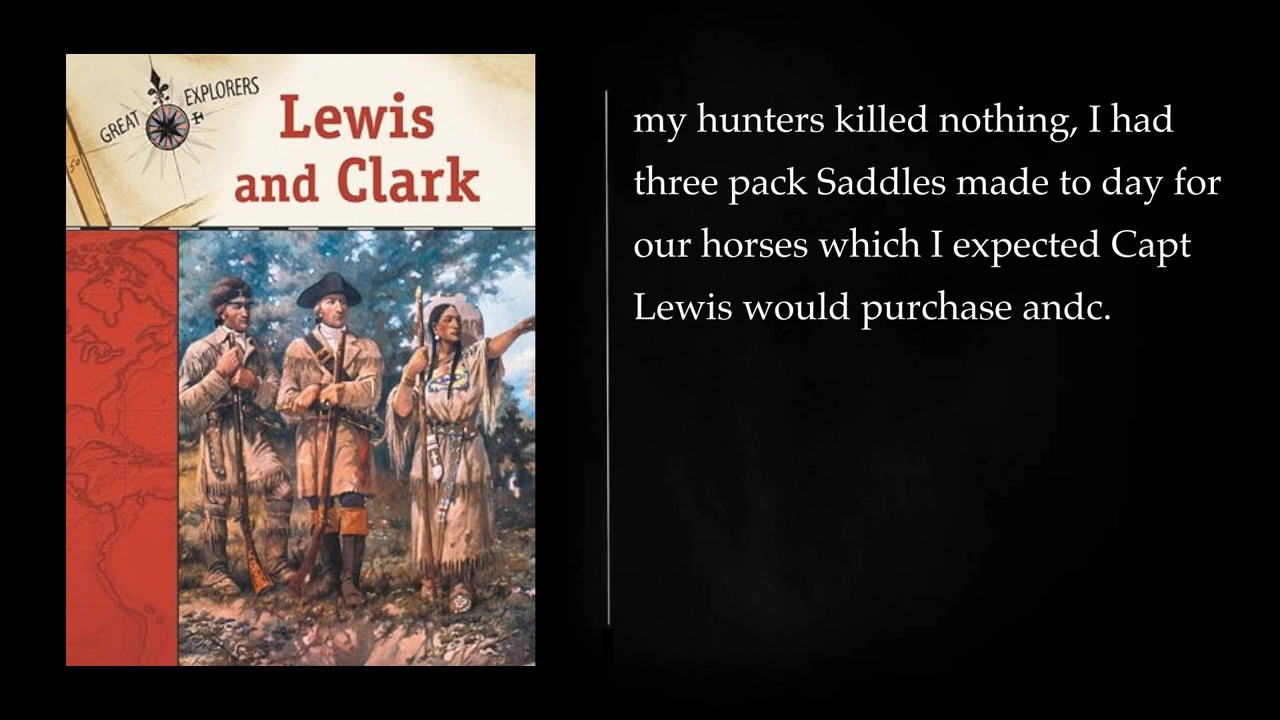 GREAT EXPLORERS
Lewis
and Clark
50
my hunters killed nothing, I had
three pack Saddles made to day for
our horses which I expected Capt
Lewis would purchase andc.